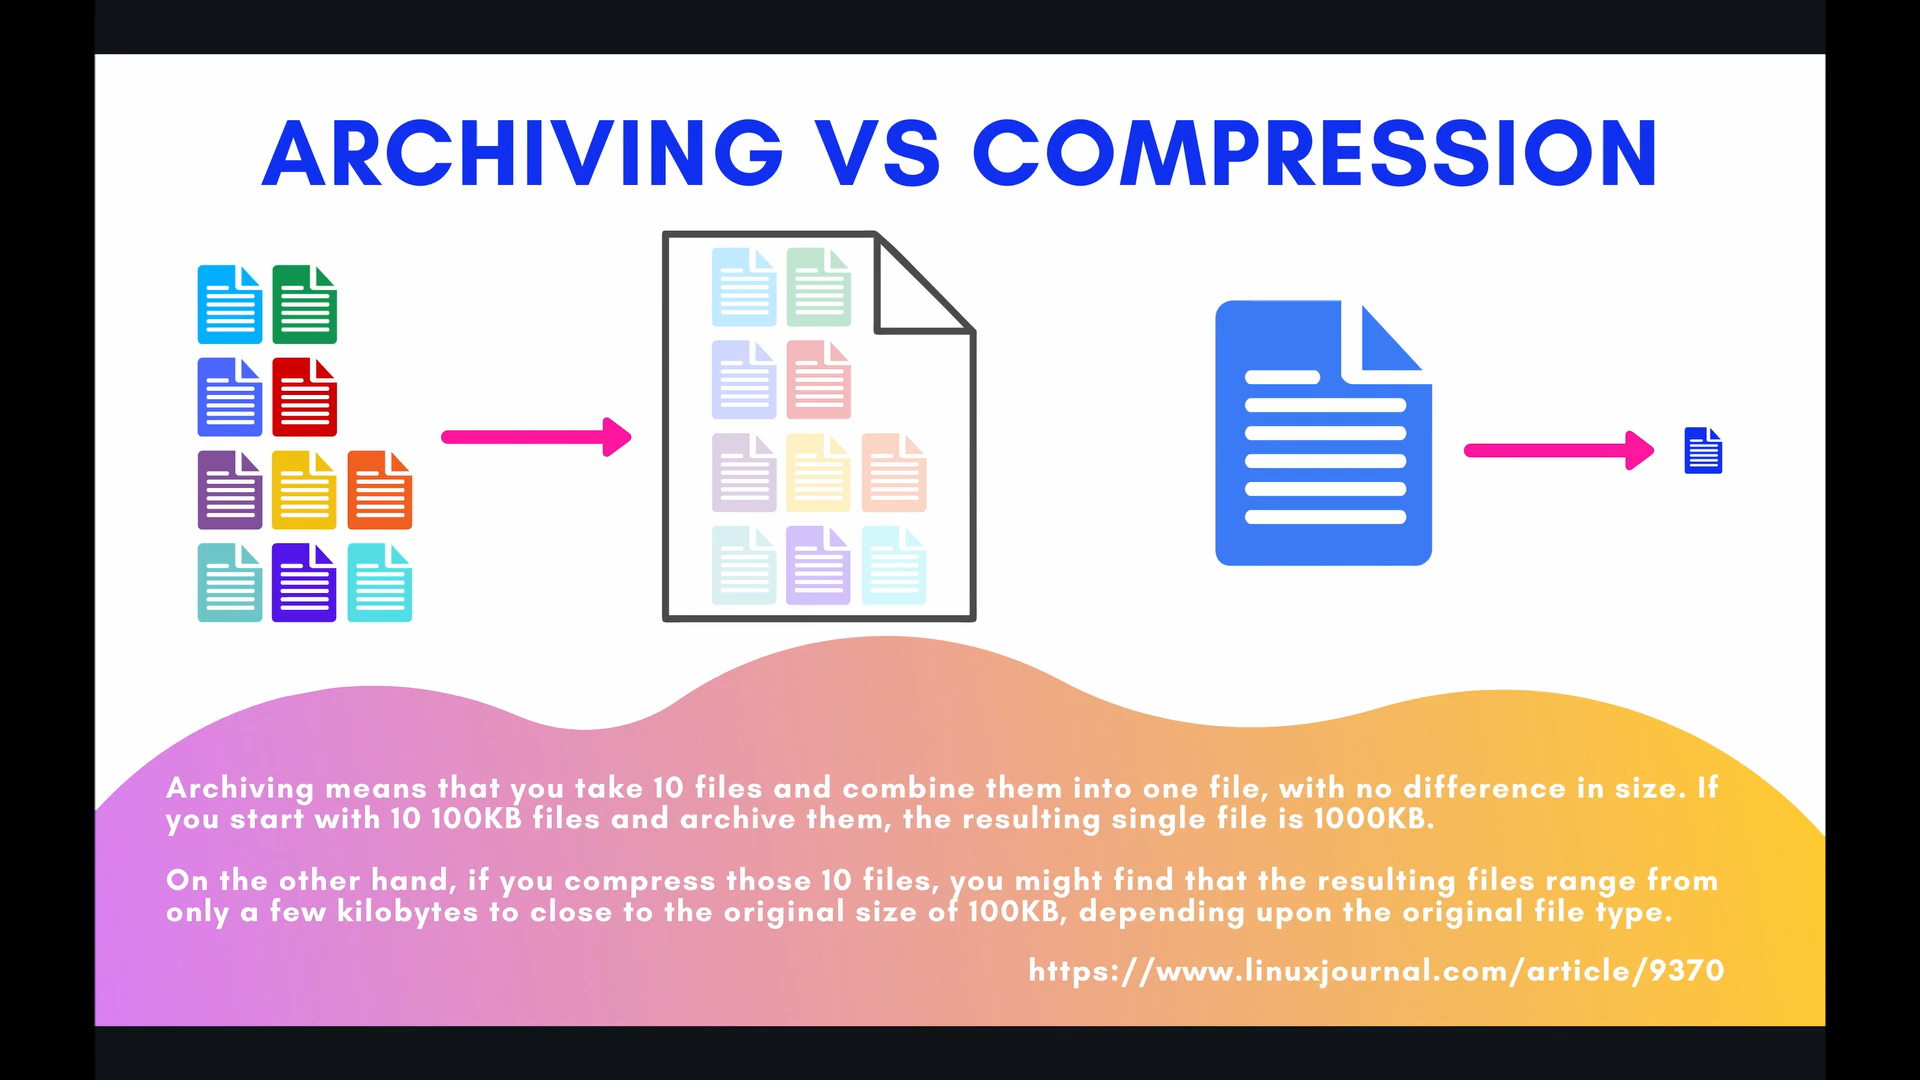 ARCHIVING VS COMPRESSION
Archiving means that you take 10 files and combine them into one file, with no difference in size. If
you start with 10 100KB files and archive them, the resulting single file is 1000KB.
On the other hand, if you compress those 10 files, you might find that the resulting files range from
only a few kilobytes to close to the original size of 100KB, depending upon the original file type.
https://www.linuxjournal.com/article/9370